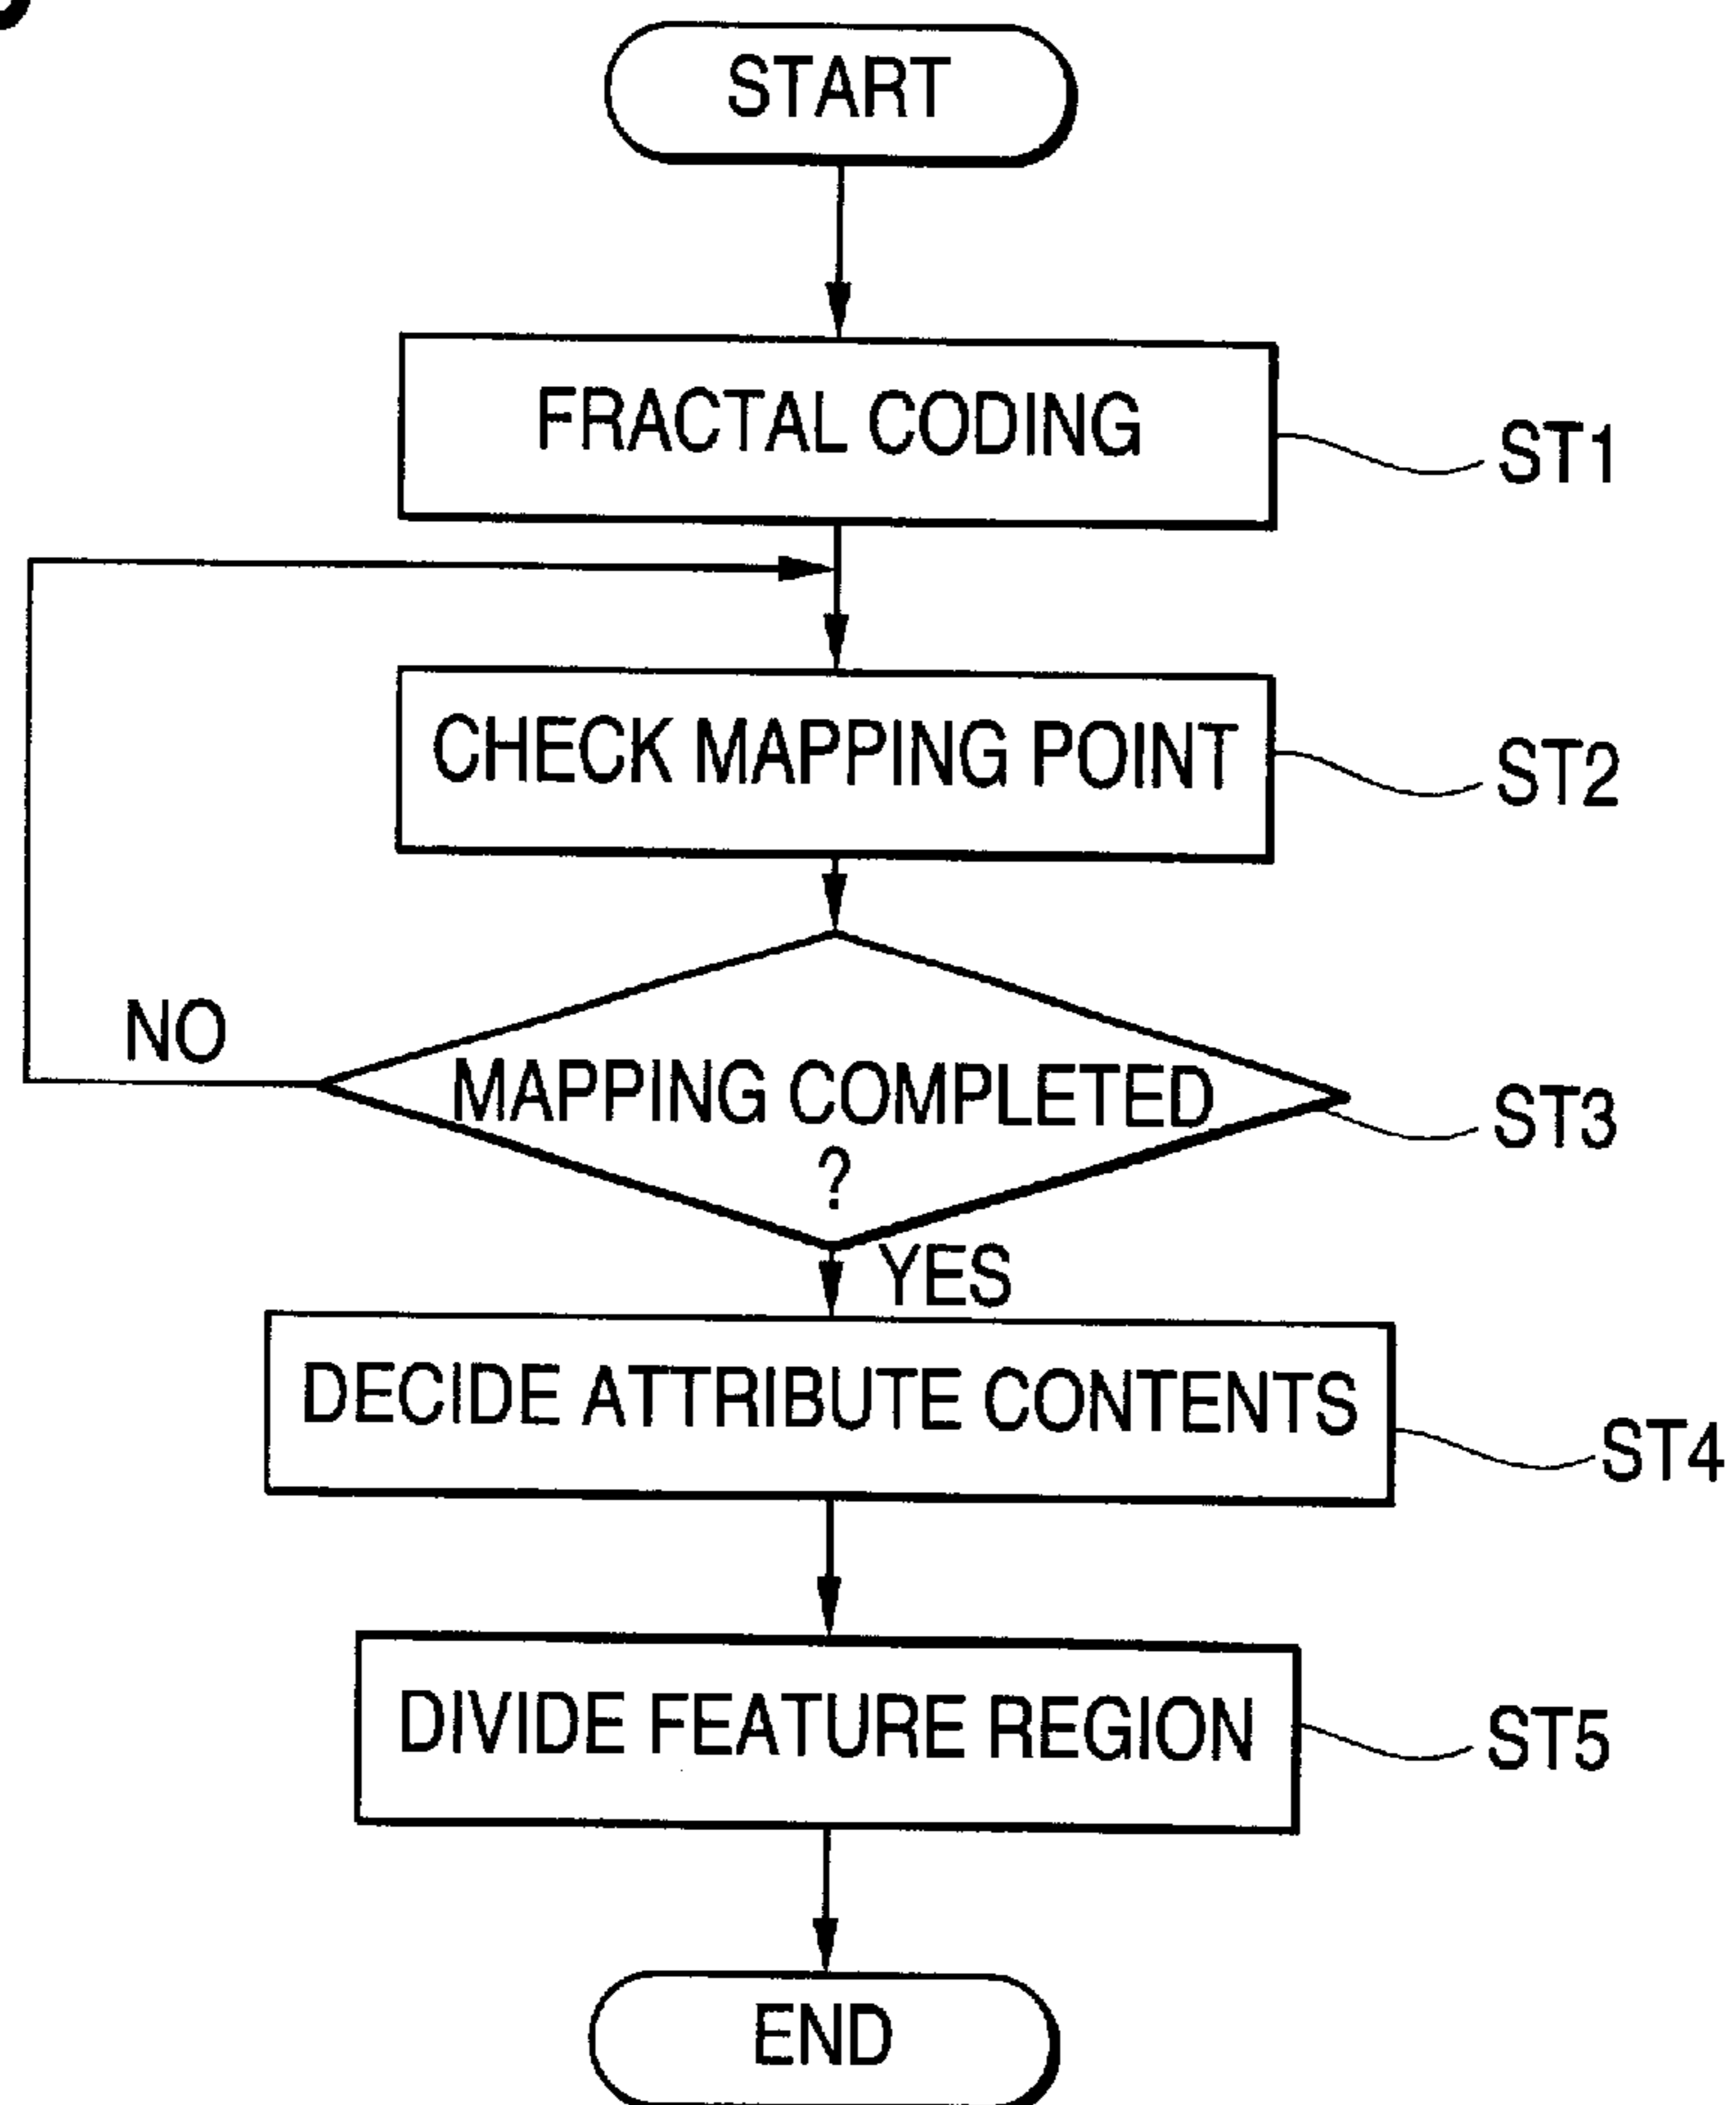 START
FRACTAL CODING
ST1
CHECK MAPPING POINT
ST2
NO
MAPPING COMPLETED
?
ST3
YES
DECIDE ATTRIBUTE CONTENTS
ST4
DIVIDE FEATURE REGION
ST5
END